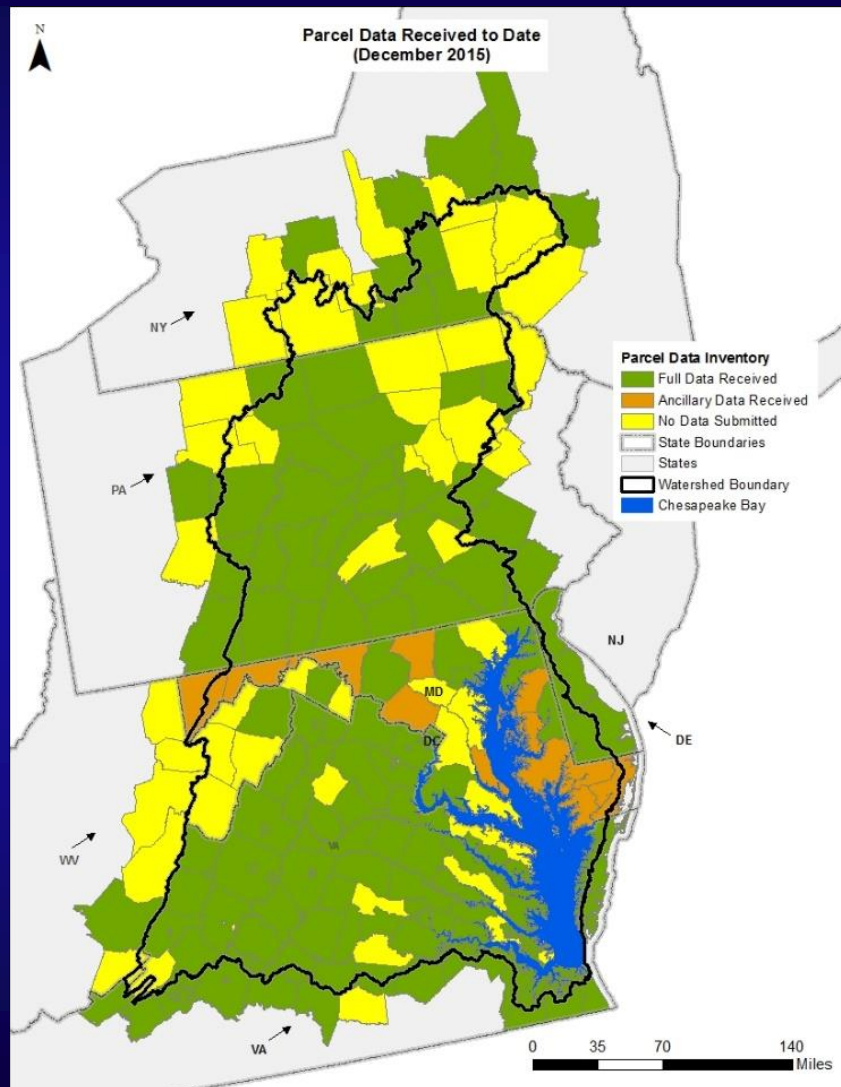 N
Parcel Data Received to Date
(December 2015)
NY
Parcel Data Inventory
Full Data Received
Ancillary Data Received
No Data Submitted
State Boundaries
States
Watershed Boundary
Chesapeake Bay
PA
NJ
MD
DC
DE
VA
WV
VA
0 35 70 140
Miles